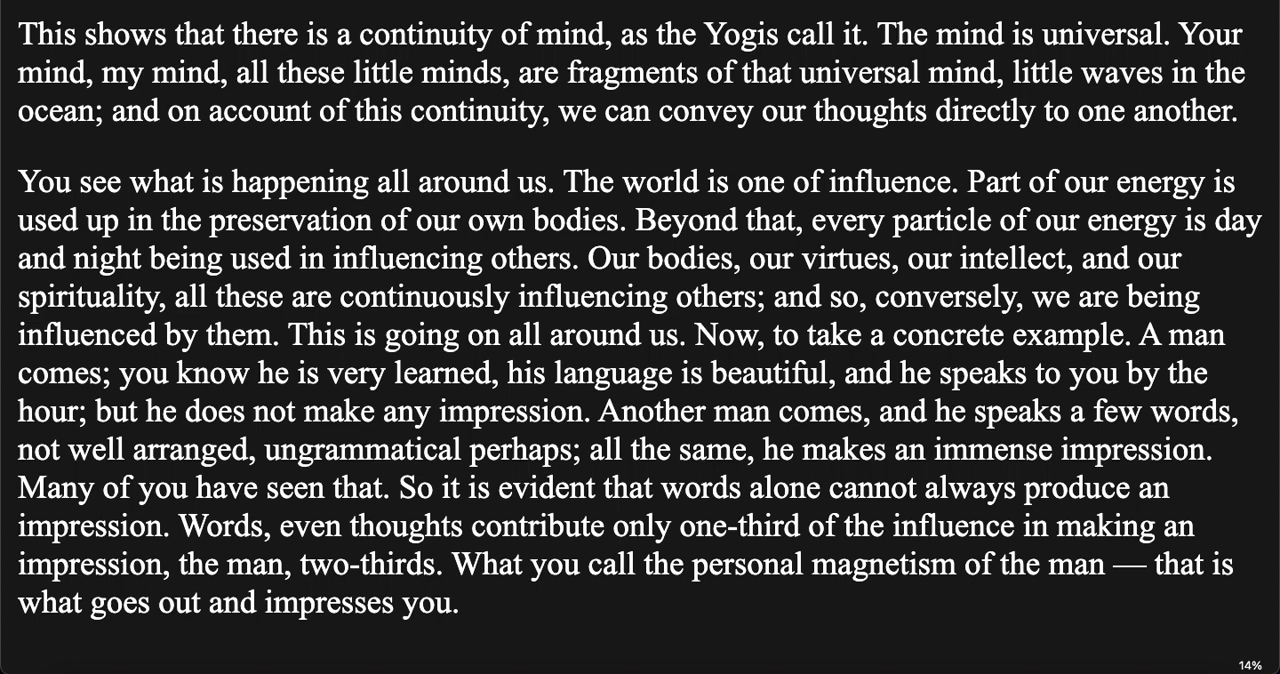 This shows that there is a continuity of mind, as the Yogis call it. The mind is universal. Your
mind, my mind, all these little minds, are fragments of that universal mind, little waves in the
ocean; and on account of this continuity, we can convey our thoughts directly to one another.
You see what is happening all around us. The world is one of influence. Part of our energy is
used up in the preservation of our own bodies. Beyond that, every particle of our energy is day
and night being used in influencing others. Our bodies, our virtues, our intellect, and our
spirituality, all these are continuously influencing others; and so, conversely, we are being
influenced by them. This is going on all around us. Now, to take a concrete example. A man
comes; you know he is very learned, his language is beautiful, and he speaks to you by the
hour; but he does not make any impression. Another man comes, and he speaks a few words,
not well arranged, ungrammatical perhaps; all the same, he makes an immense impression.
Many of you have seen that. So it is evident that words alone cannot always produce an
impression. Words, even thoughts contribute only one-third of the influence in making an
impression, the man, two-thirds. What you call the personal magnetism of the man — that is
what goes out and impresses you.
14%